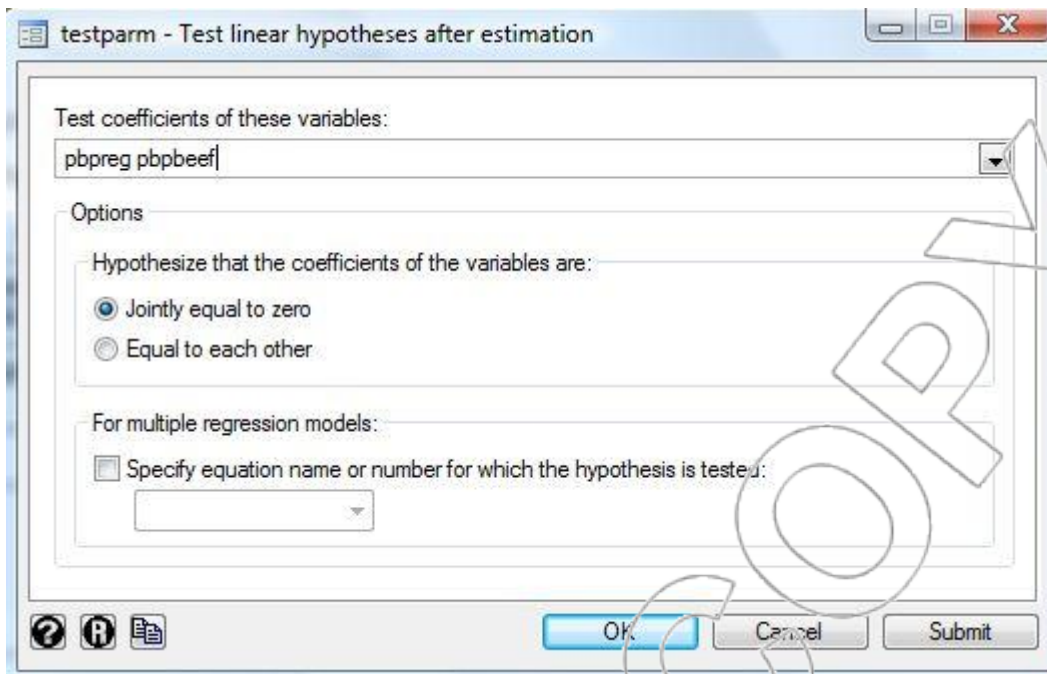 testparm - Test linear hypotheses after estimation
Test coefficients of these variables:
pbpreg pbpbeef
Options
Hypothesize that the coefficients of the variables are:
Jointly equal to zero
Equal to each other
For multiple regression models:
Specify equation name or number for which the hypothesis is tested:
OK Cancel Submit
COPY